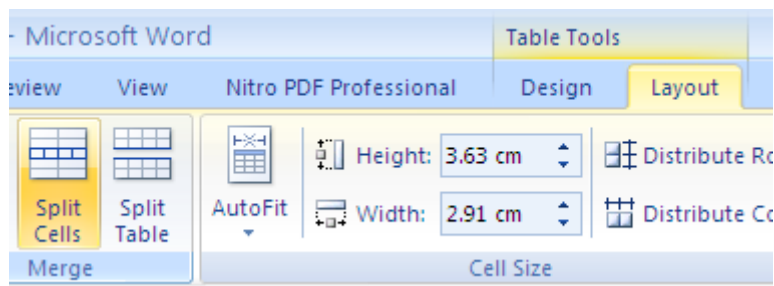 - Microsoft Word
Table Tools
eview View Nitro PDF Professional Design Layout
Split Cells
Split Table
AutoFit
Height: 3.63 cm
Width: 2.91 cm
Distribute Ro
Distribute Co
Merge
Cell Size